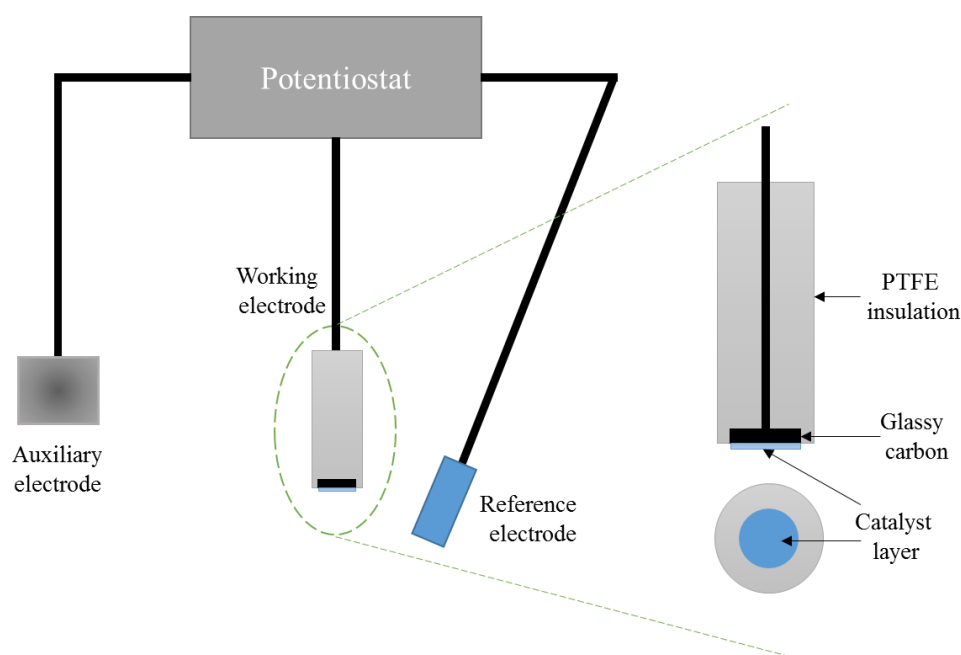 Potentiostat
Working
electrode
PTFE
insulation
Glassy
carbon
Auxiliary
electrode
Reference
electrode
Catalyst
layer